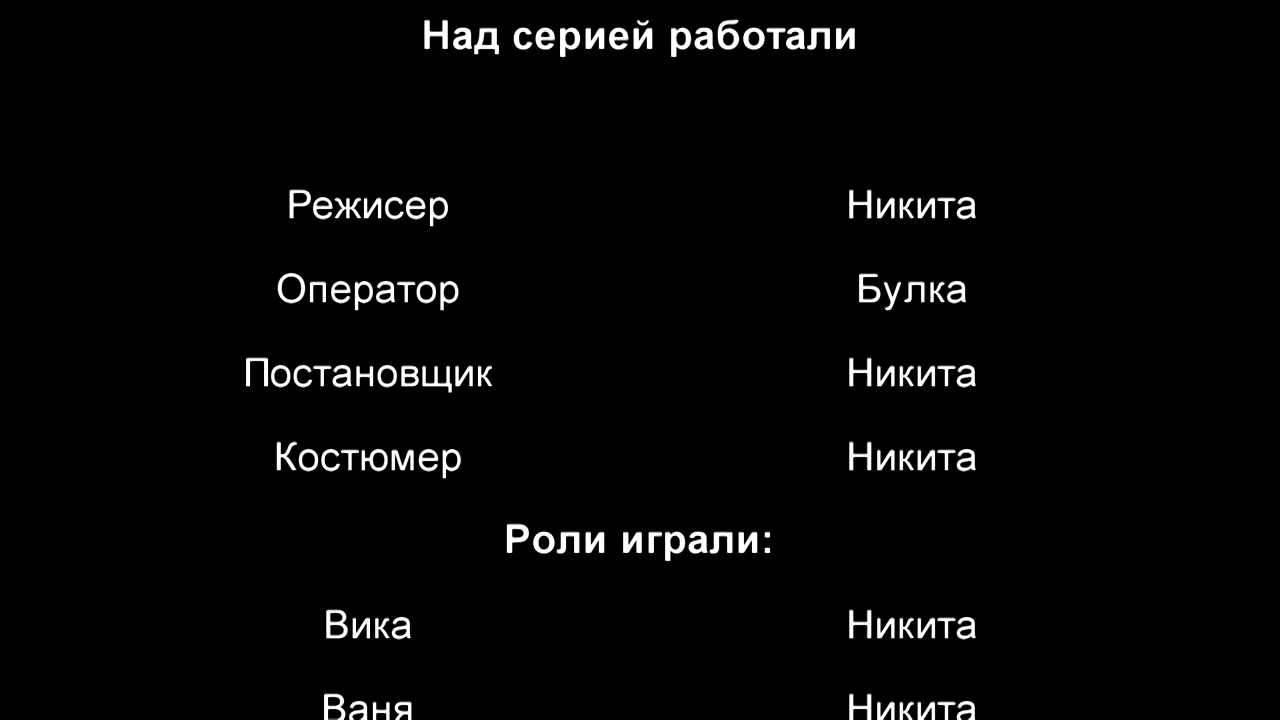 Над серией работали
Режисер Никита
Оператор Булка
Постановщик Никита
Костюмер Никита
Роли играли:
Вика Никита
Ваня Никита